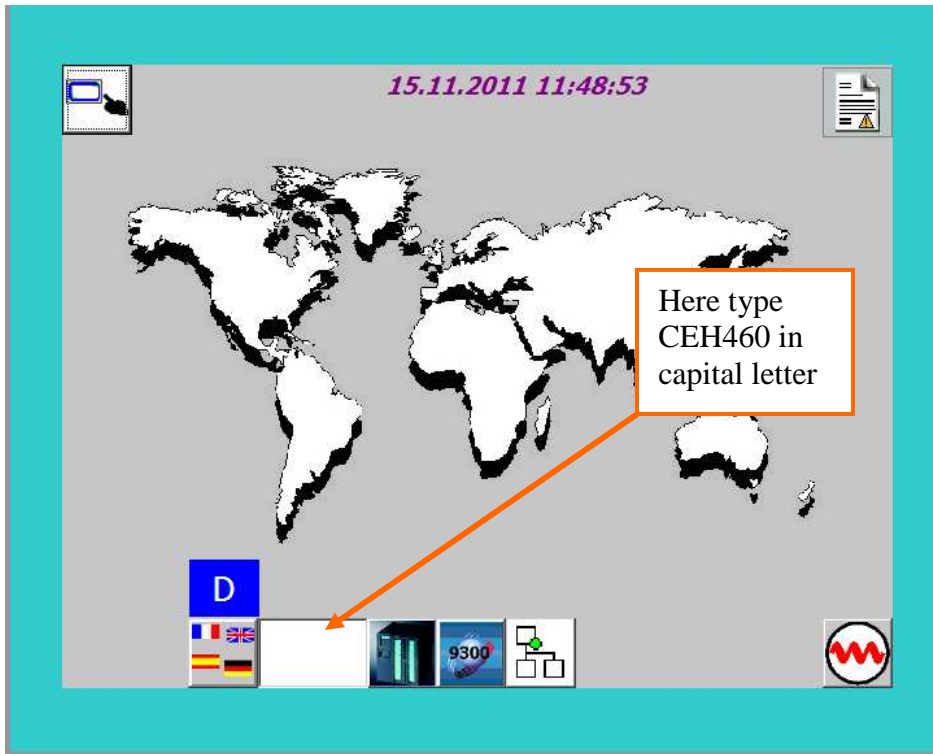 15.11.2011 11:48:53
Here type
CEH460 in
capital letter
D
9300